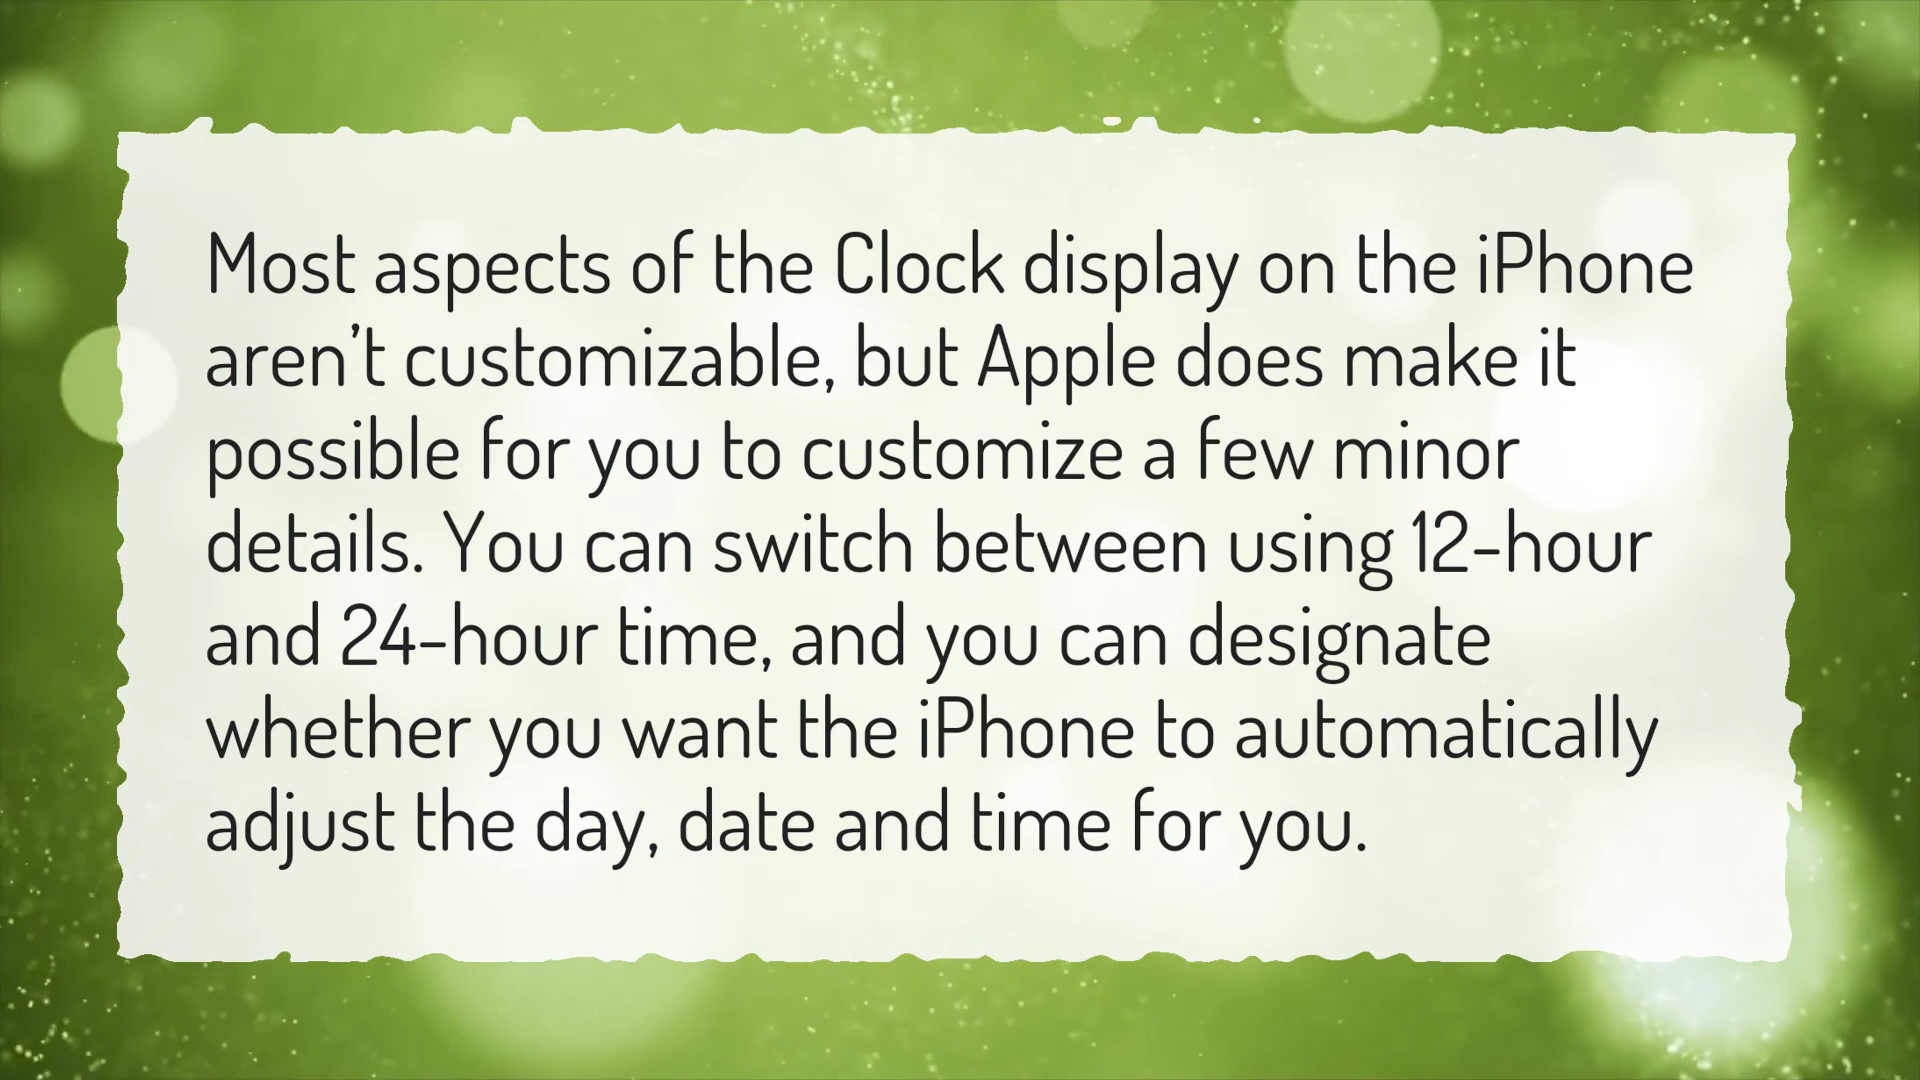 Most aspects of the Clock display on the iPhone
aren’t customizable, but Apple does make it
possible for you to customize a few minor
details. You can switch between using 12-hour
and 24-hour time, and you can designate
whether you want the iPhone to automatically
adjust the day, date and time for you.